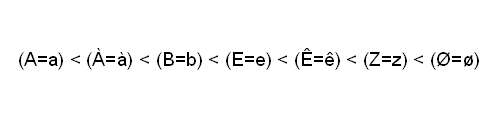 (A=a) < (À=à) < (B=b) < (E=e) < (Ê=ê) < (Z=z) < (Ø=ø)